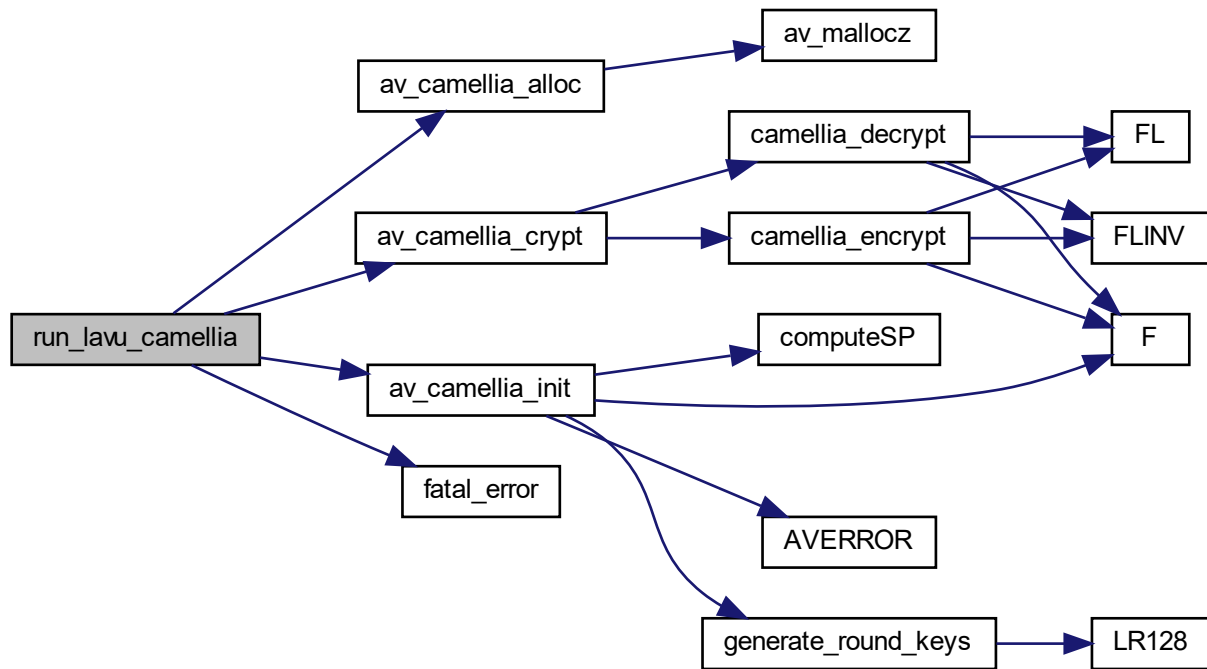 av_mallocz
av_camellia_alloc
camellia_decrypt
FL
av_camellia_crypt
camellia_encrypt
FLINV
run_lavu_camellia
computeSP
F
av_camellia_init
fatal_error
AVERROR
generate_round_keys
LR128